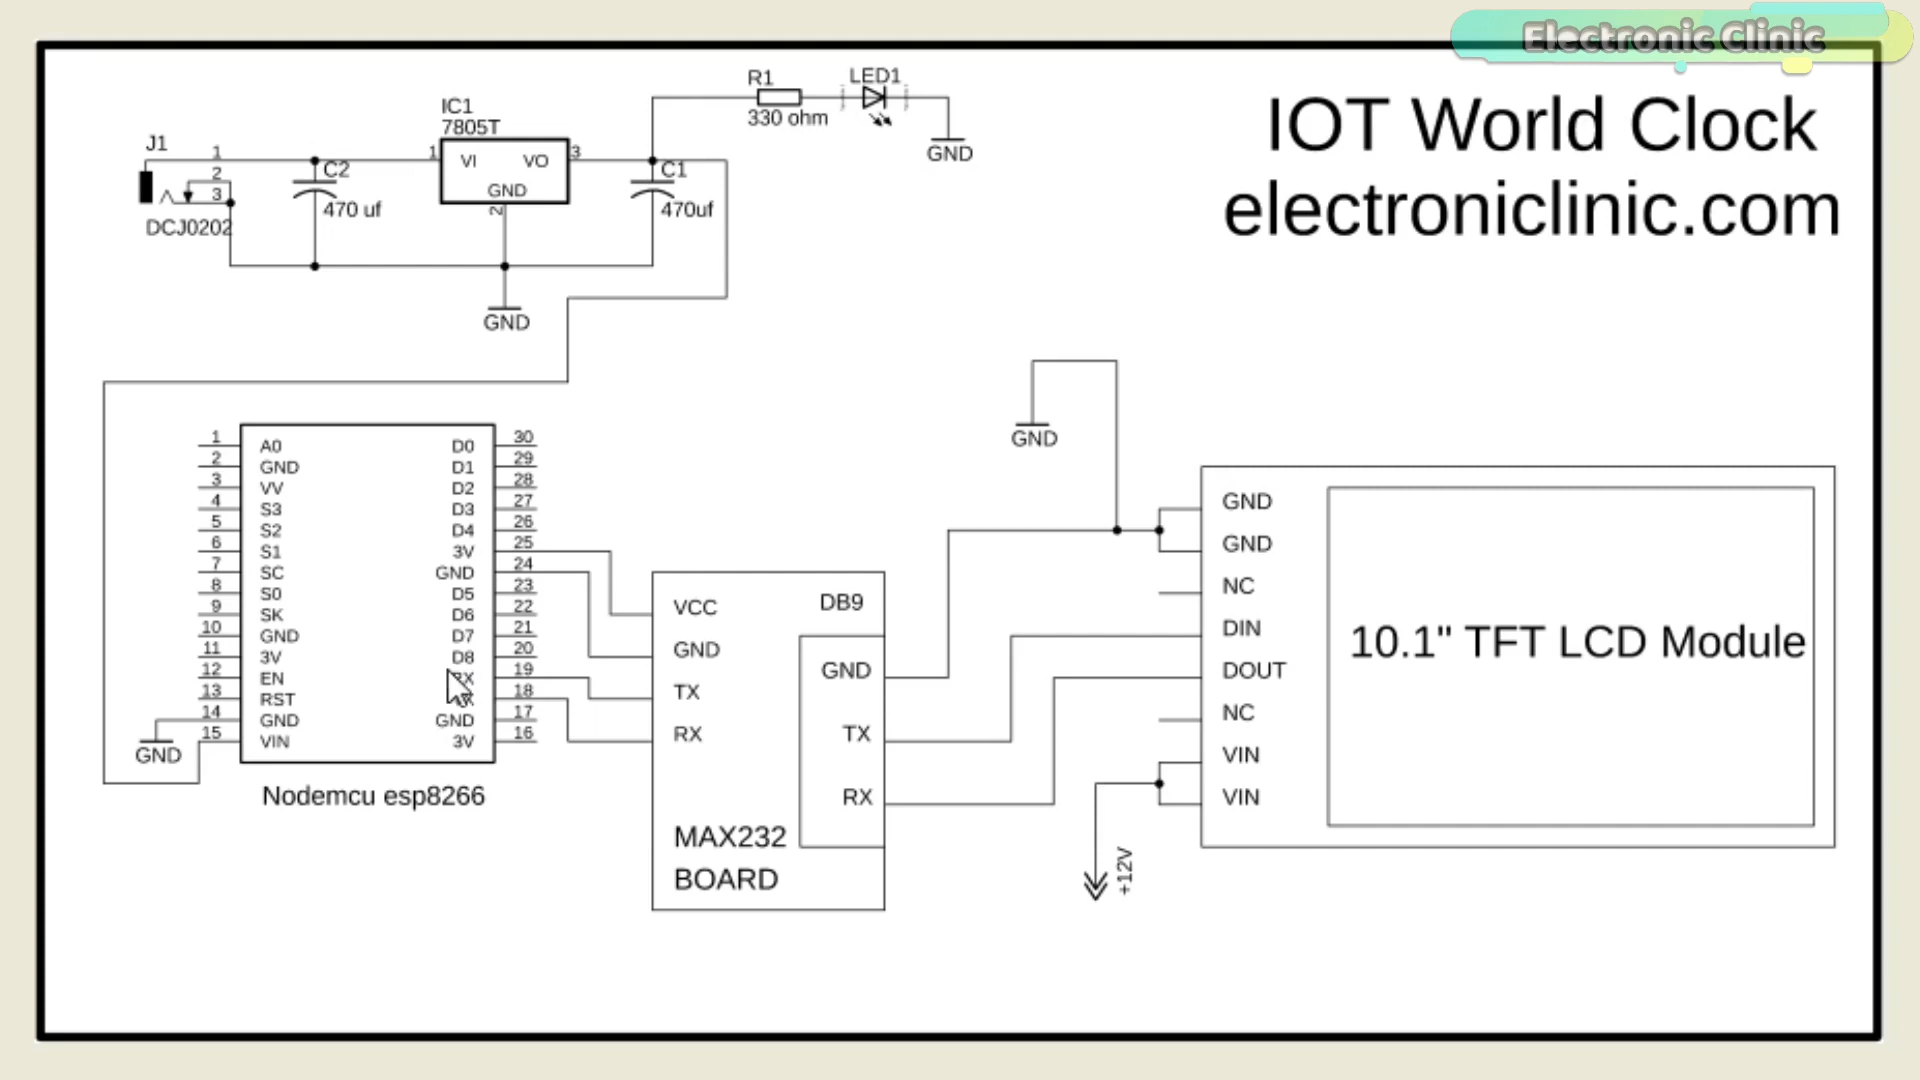 Electronic Clinic
IOT World Clock
electroniclinic.com
R1
330 ohm
LED1
GND
IC1
7805T
1
VI
VO
3
GND
2
J1
1
2
3
DCJ0202
C2
470 uf
C1
470uf
GND
1 A0
2 GND
3 VV
4 S3
5 S2
6 S1
7 SC
8 S0
9 SK
10 GND
11 3V
12 EN
13 RST
14 GND
15 VIN
GND
D0 30
D1 29
D2 28
D3 27
D4 26
3V 25
GND 24
D5 23
D6 22
D7 21
D8 20
19
18
GND 17
3V 16
Nodemcu esp8266
VCC
GND
TX
RX
DB9
GND
TX
RX
MAX232
BOARD
GND
GND
GND
NC
DIN
DOUT
NC
VIN
VIN
10.1" TFT LCD Module
+12V